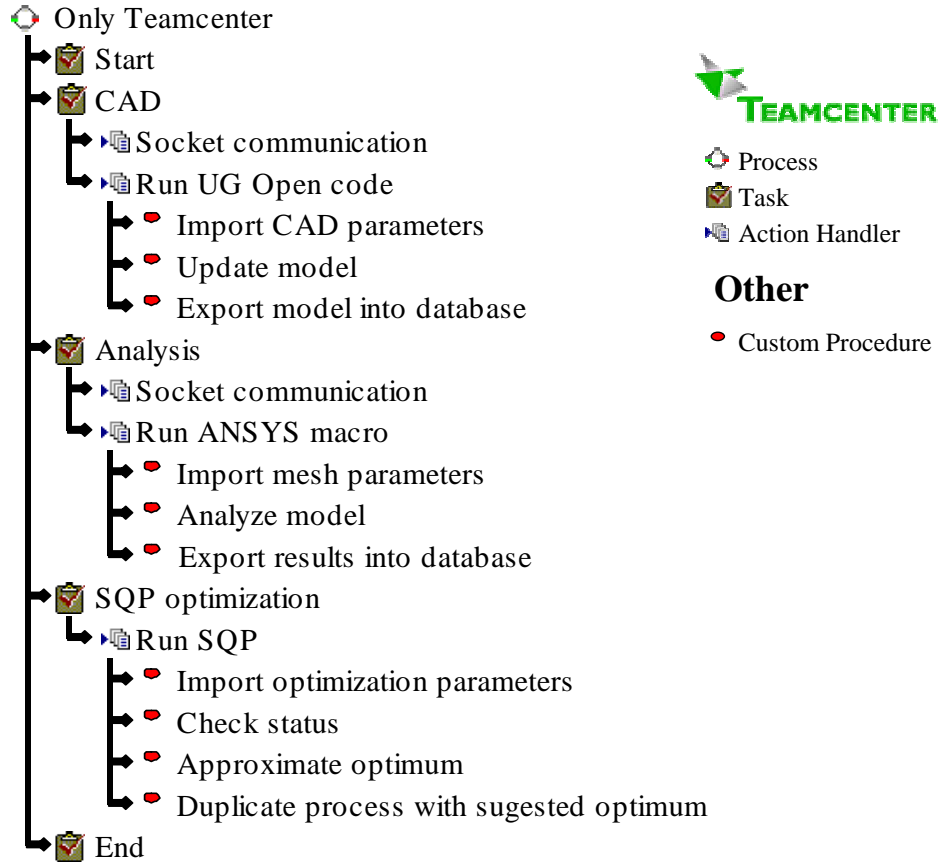 Only Teamcenter
Start
CAD
Socket communication
Run UG Open code
Import CAD parameters
Update model
Export model into database
Analysis
Socket communication
Run ANSYS macro
Import mesh parameters
Analyze model
Export results into database
SQP optimization
Run SQP
Import optimization parameters
Check status
Approximate optimum
Duplicate process with sugested optimum
End
TEAMCENTER
Process
Task
Action Handler
Other
Custom Procedure